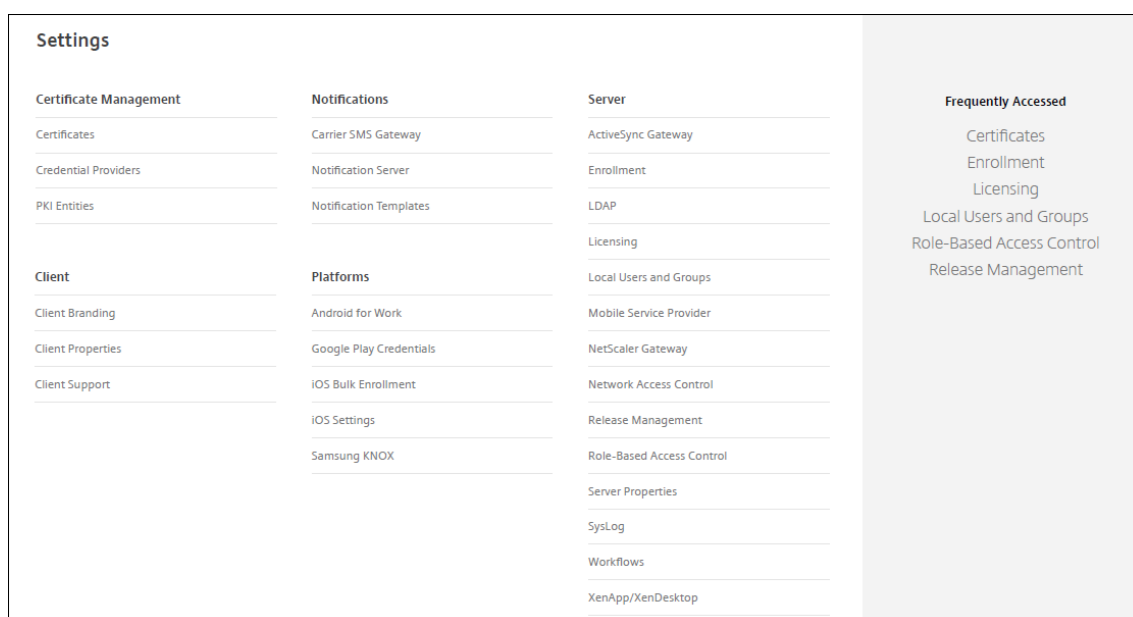 Settings
Certificate Management
Certificates
Credential Providers
PKI Entities
Client
Client Branding
Client Properties
Client Support
Notifications
Carrier SMS Gateway
Notification Server
Notification Templates
Platforms
Android for Work
Google Play Credentials
iOS Bulk Enrollment
iOS Settings
Samsung KNOX
Server
ActiveSync Gateway
Enrollment
LDAP
Licensing
Local Users and Groups
Mobile Service Provider
NetScaler Gateway
Network Access Control
Release Management
Role-Based Access Control
Server Properties
SysLog
Workflows
XenApp/XenDesktop
Frequently Accessed
Certificates
Enrollment
Licensing
Local Users and Groups
Role-Based Access Control
Release Management